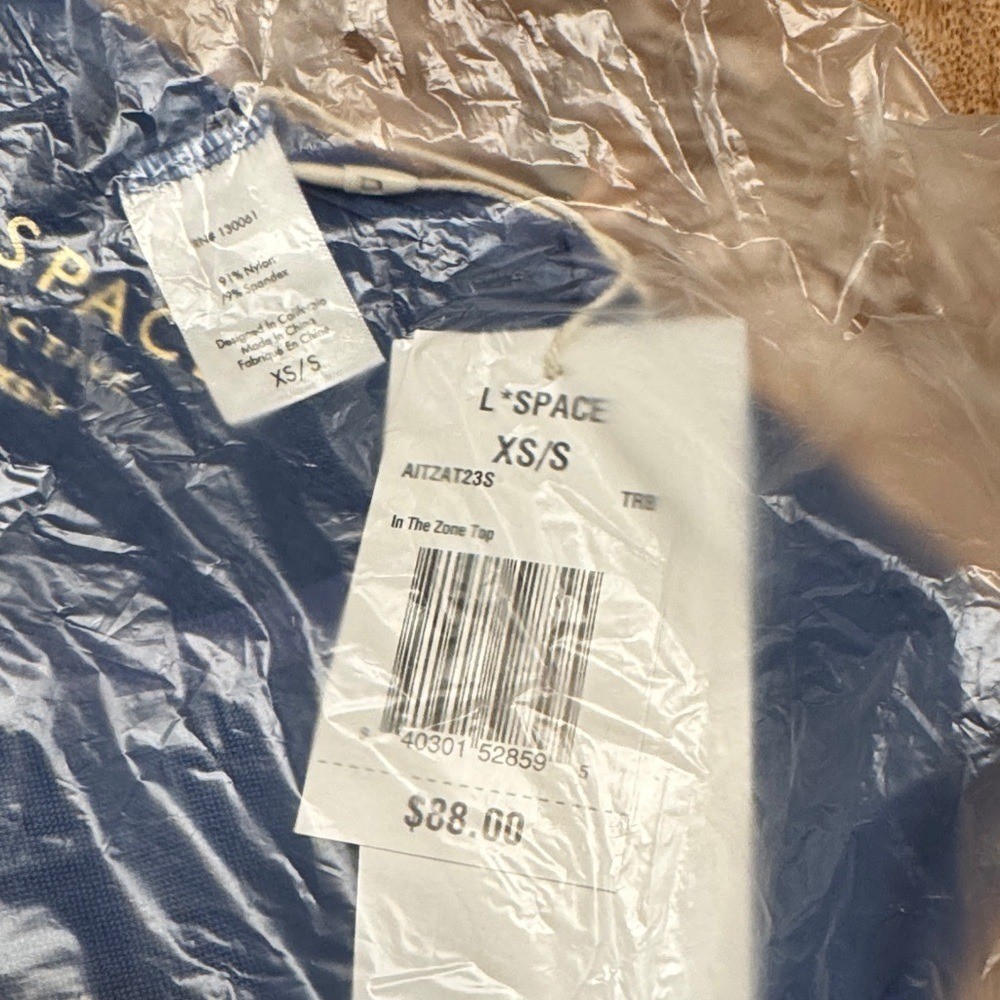 SPAC
RN# 130061
91% Nylon
/9% Spandex
Designed In California
Made In China
Fabriqué En Chine
XS/S
L*SPACE
XS/S
AITZAT23S
In The Zone Top
40301 52859 5
$88.00